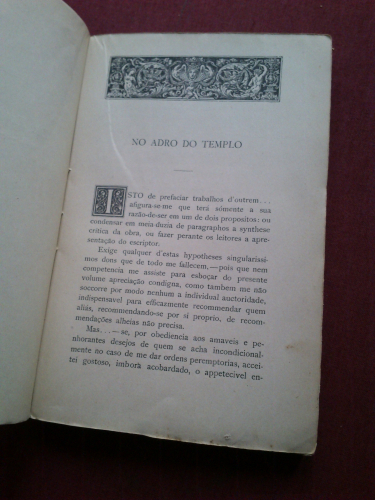 NO ADRO DO TEMPLO
ISTO de prefaciar trabalhos d'outrem...
afigura-se-me que terá sómente a sua
razão-de-ser em um de dois propositos: ou
condensar em meia duzia de paragraphos a synthese
critica da obra, ou fazer perante os leitores a apre-
sentação do escriptor.
Exige qualquer d'estas hypotheses singularissi-
mos dons que de todo me fallecem,—pois que nem
competencia me assiste para esboçar do presente
volume apreciação condigna, como tambem me não
soccorre por modo nenhum a individual auctoridade,
indispensavel para efficazmente recommendar quem
aliás, recommendando-se por si proprio, de recom-
mendações alheias não precisa.
Mas...—se, por obediencia aos amaveis e pe-
nhorantes desejos de quem se acha incondicional-
mente no caso de me dar ordens peremptorias, accei-
tei gostoso, imbora acobardado, o appetecivel en-